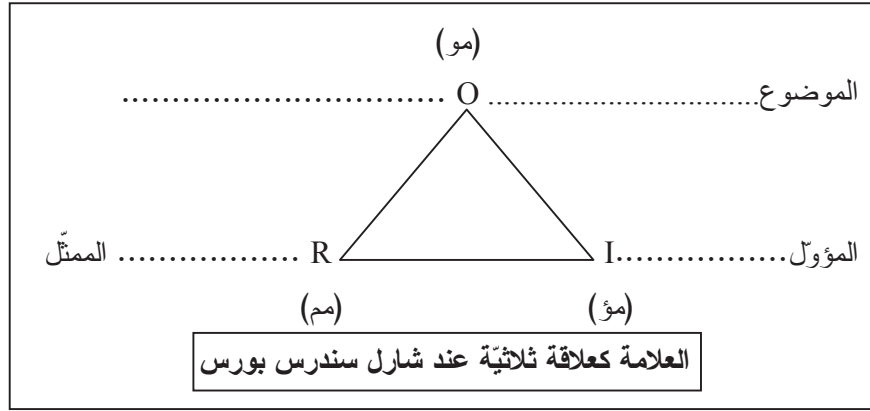 (مو)
الموضوع............................... O ................................
المؤوّل.................I R .................. الممثّل
(مؤ) (مم)
العلامة كعلاقة ثلاثيّة عند شارل سندرس بورس